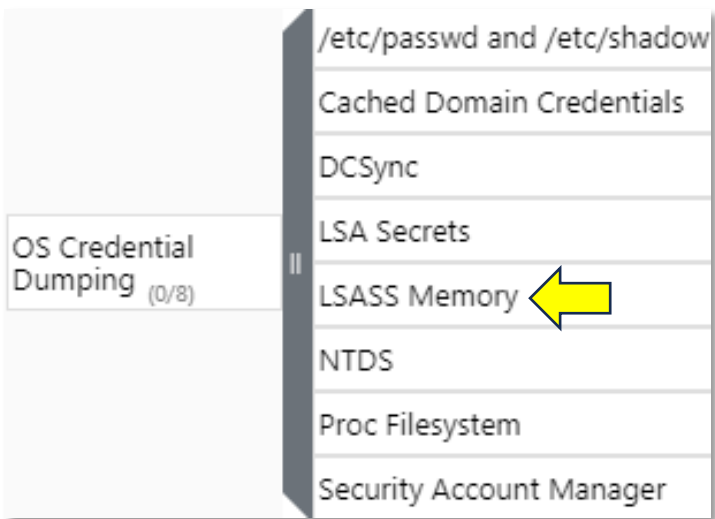 OS Credential
Dumping (0/8)
/etc/passwd and /etc/shadow
Cached Domain Credentials
DCSync
LSA Secrets
LSASS Memory
NTDS
Proc Filesystem
Security Account Manager